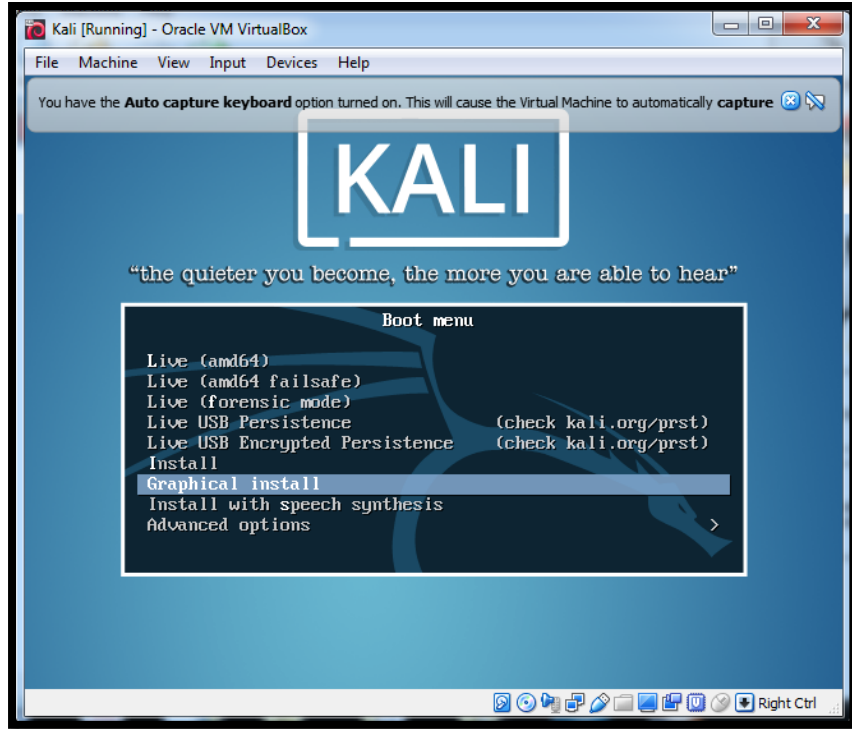 Kali [Running] - Oracle VM VirtualBox
File Machine View Input Devices Help
You have the Auto capture keyboard option turned on. This will cause the Virtual Machine to automatically capture
KALI
“the quieter you become, the more you are able to hear”
Boot menu
Live (amd64)
Live (amd64 failsafe)
Live (forensic mode)
Live USB Persistence (check kali.org/prst)
Live USB Encrypted Persistence (check kali.org/prst)
Install
Graphical install
Install with speech synthesis
Advanced options >
Right Ctrl